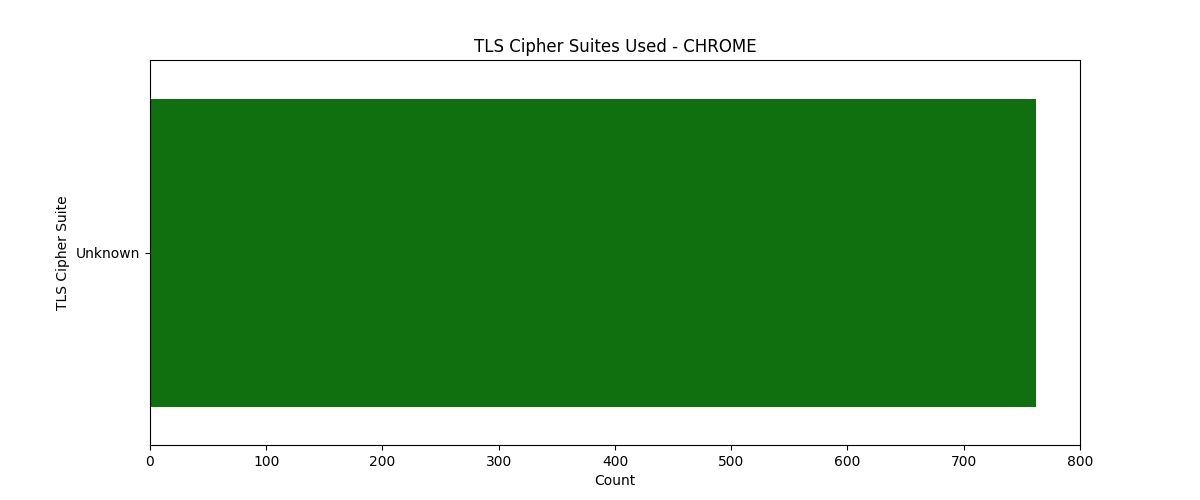 TLS Cipher Suites Used - CHROME
TLS Cipher Suite
Unknown
0 100 200 300 400 500 600 700 800
Count